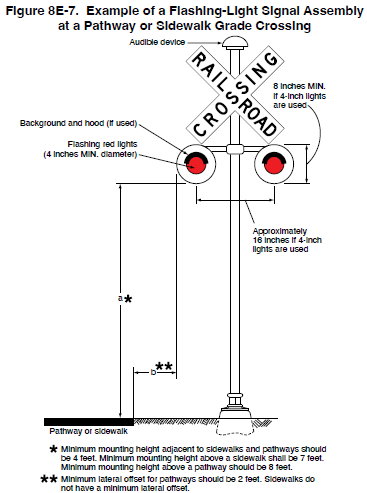 Figure 8E-7. Example of a Flashing-Light Signal Assembly
at a Pathway or Sidewalk Grade Crossing
Audible device
RAILROAD
CROSSING
8 inches MIN.
if 4-inch lights
are used
Background and hood (if used)
Flashing red lights
(4 inches MIN. diameter)
Approximately
16 inches if 4-inch
lights are used
a*
b**
Pathway or sidewalk
* Minimum mounting height adjacent to sidewalks and pathways should
be 4 feet. Minimum mounting height above a sidewalk shall be 7 feet.
Minimum mounting height above a pathway should be 8 feet.
** Minimum lateral offset for pathways should be 2 feet. Sidewalks do
not have a minimum lateral offset.